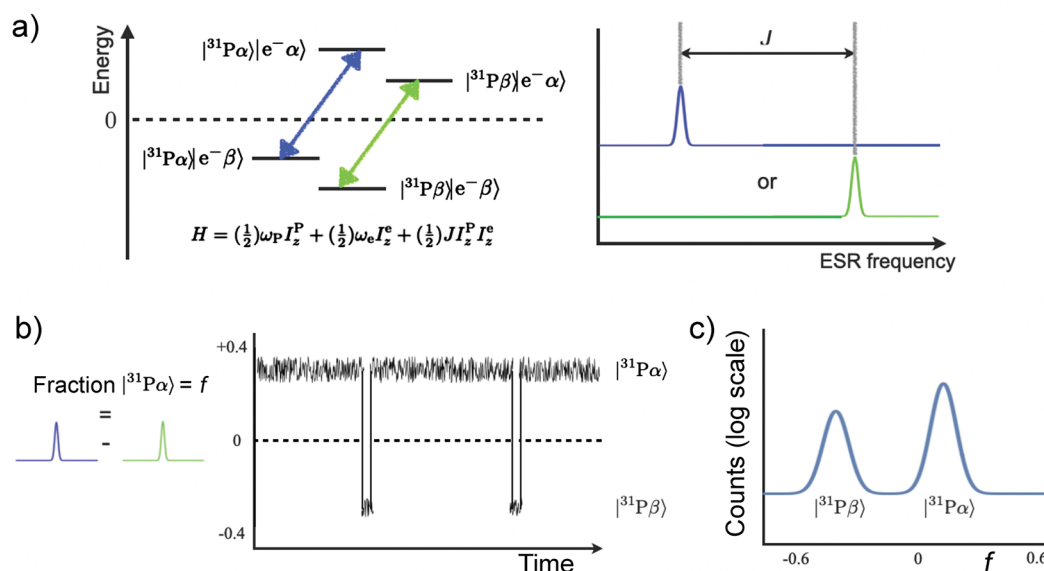 a)
Energy
0
|³¹Pα⟩|e⁻α⟩
|³¹Pβ⟩|e⁻α⟩
|³¹Pα⟩|e⁻β⟩
|³¹Pβ⟩|e⁻β⟩
H = (½)ω_P I_z^P + (½)ω_e I_z^e + (½)J I_z^P I_z^e
J
or
ESR frequency
b)
Fraction |³¹Pα⟩ = f
=
-
+0.4
0
-0.4
|³¹Pα⟩
|³¹Pβ⟩
Time
c)
Counts (log scale)
|³¹Pβ⟩
|³¹Pα⟩
-0.6
0
f
0.6